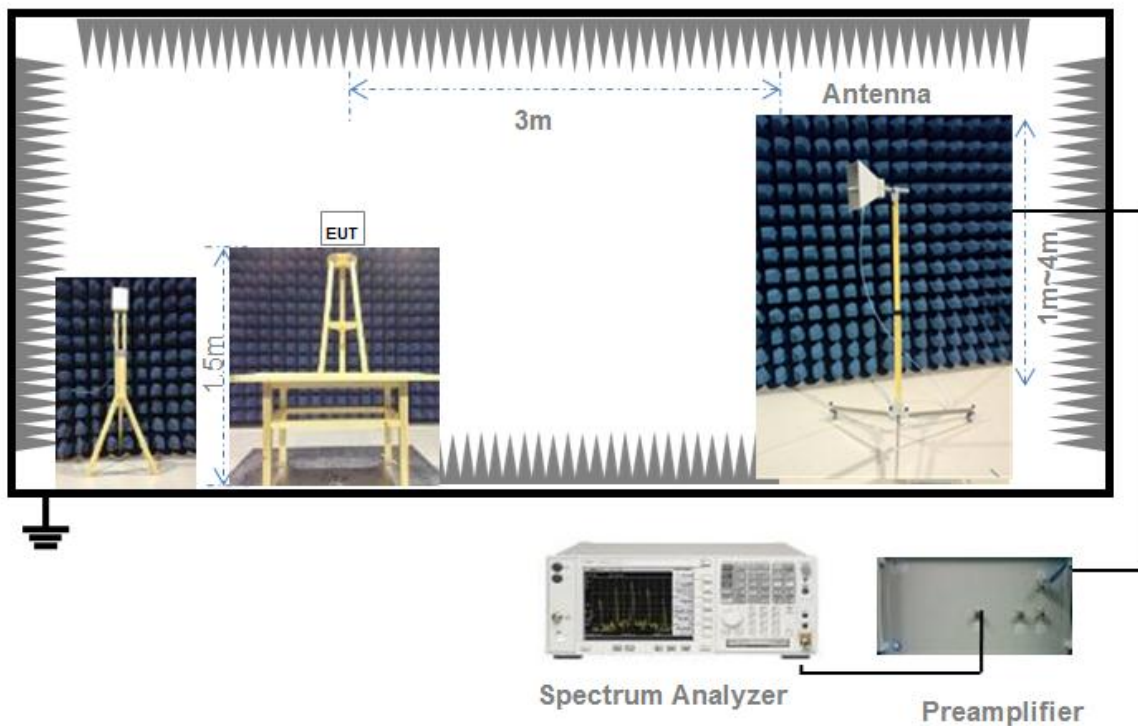 Antenna
3m
EUT
1.5m
1m~4m
Spectrum Analyzer
Preamplifier